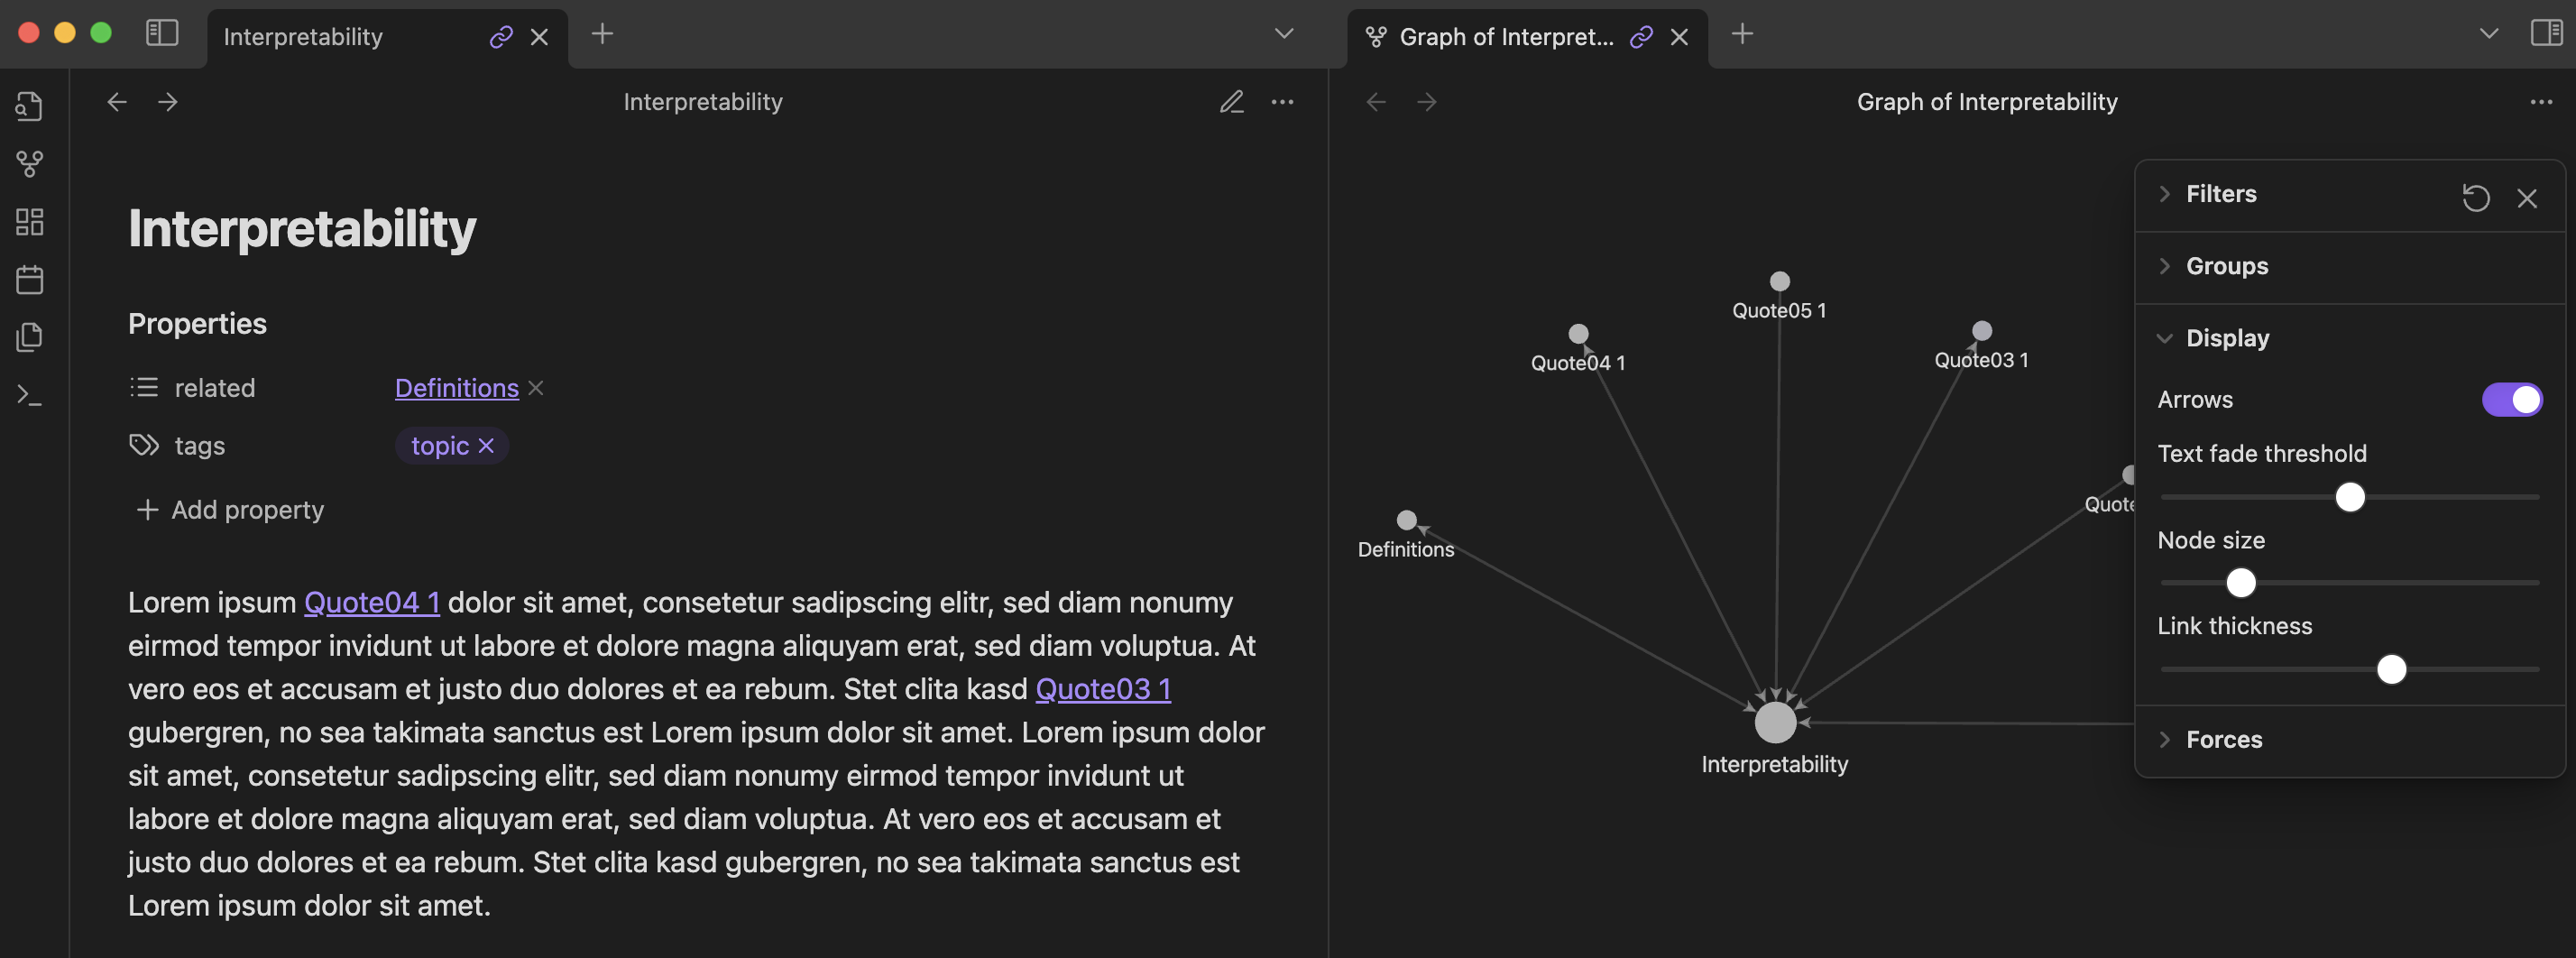 Interpretability
Graph of Interpret...
Interpretability
Graph of Interpretability
Interpretability
Properties
related Definitions
tags topic
Add property
Lorem ipsum Quote04 1 dolor sit amet, consetetur sadipscing elitr, sed diam nonumy
eirmod tempor invidunt ut labore et dolore magna aliquyam erat, sed diam voluptua. At
vero eos et accusam et justo duo dolores et ea rebum. Stet clita kasd Quote03 1
gubergren, no sea takimata sanctus est Lorem ipsum dolor sit amet. Lorem ipsum dolor
sit amet, consetetur sadipscing elitr, sed diam nonumy eirmod tempor invidunt ut
labore et dolore magna aliquyam erat, sed diam voluptua. At vero eos et accusam et
justo duo dolores et ea rebum. Stet clita kasd gubergren, no sea takimata sanctus est
Lorem ipsum dolor sit amet.
Quote05 1
Quote04 1
Quote03 1
Quote
Definitions
Interpretability
Filters
Groups
Display
Arrows
Text fade threshold
Node size
Link thickness
Forces